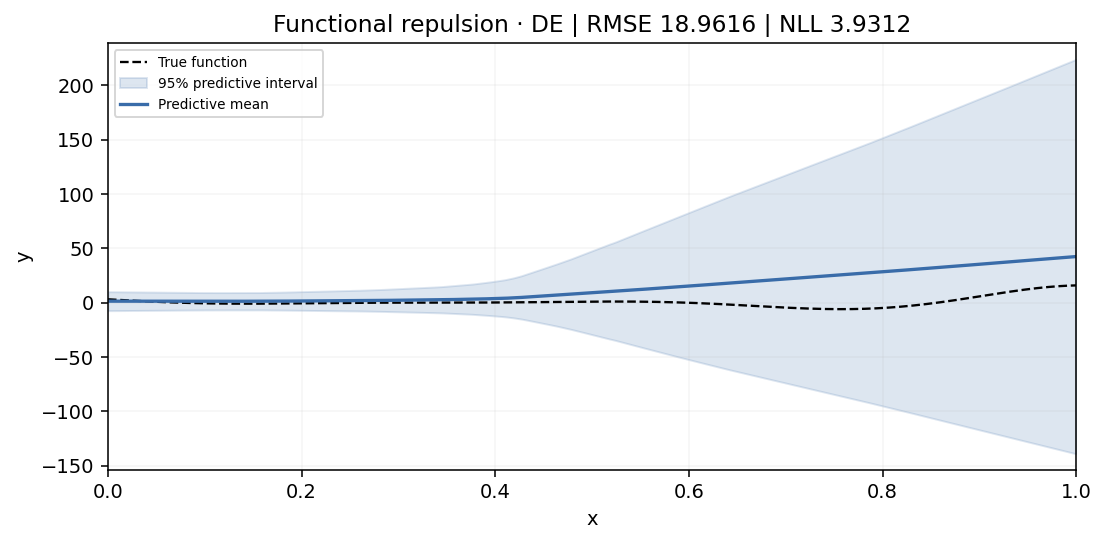 Functional repulsion · DE | RMSE 18.9616 | NLL 3.9312
True function
95% predictive interval
Predictive mean
y
200
150
100
50
0
−50
−100
−150
0.0 0.2 0.4 0.6 0.8 1.0
x